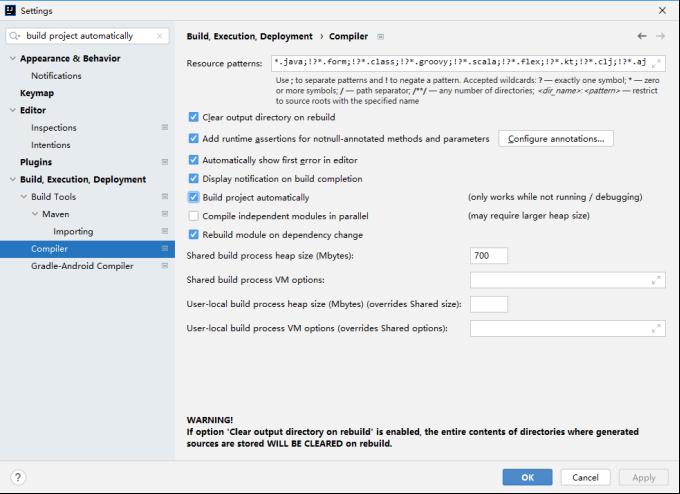 Settings
build project automatically
Appearance & Behavior
Notifications
Keymap
Editor
Inspections
Intentions
Plugins
Build, Execution, Deployment
Build Tools
Maven
Importing
Compiler
Gradle-Android Compiler
Build, Execution, Deployment › Compiler
Resource patterns: *.java;!?*.form;!?*.class;!?*.groovy;!?*.scala;!?*.flex;!?*.kt;!?*.clj;!?*.aj
Use ; to separate patterns and ! to negate a pattern. Accepted wildcards: ? — exactly one symbol; * — zero
or more symbols; / — path separator; /**/ — any number of directories; <dir_name>:<pattern> — restrict
to source roots with the specified name
Clear output directory on rebuild
Add runtime assertions for notnull-annotated methods and parameters Configure annotations...
Automatically show first error in editor
Display notification on build completion
Build project automatically (only works while not running / debugging)
Compile independent modules in parallel (may require larger heap size)
Rebuild module on dependency change
Shared build process heap size (Mbytes): 700
Shared build process VM options:
User-local build process heap size (Mbytes) (overrides Shared size):
User-local build process VM options (overrides Shared options):
WARNING!
If option 'Clear output directory on rebuild' is enabled, the entire contents of directories where generated
sources are stored WILL BE CLEARED on rebuild.
? OK Cancel Apply